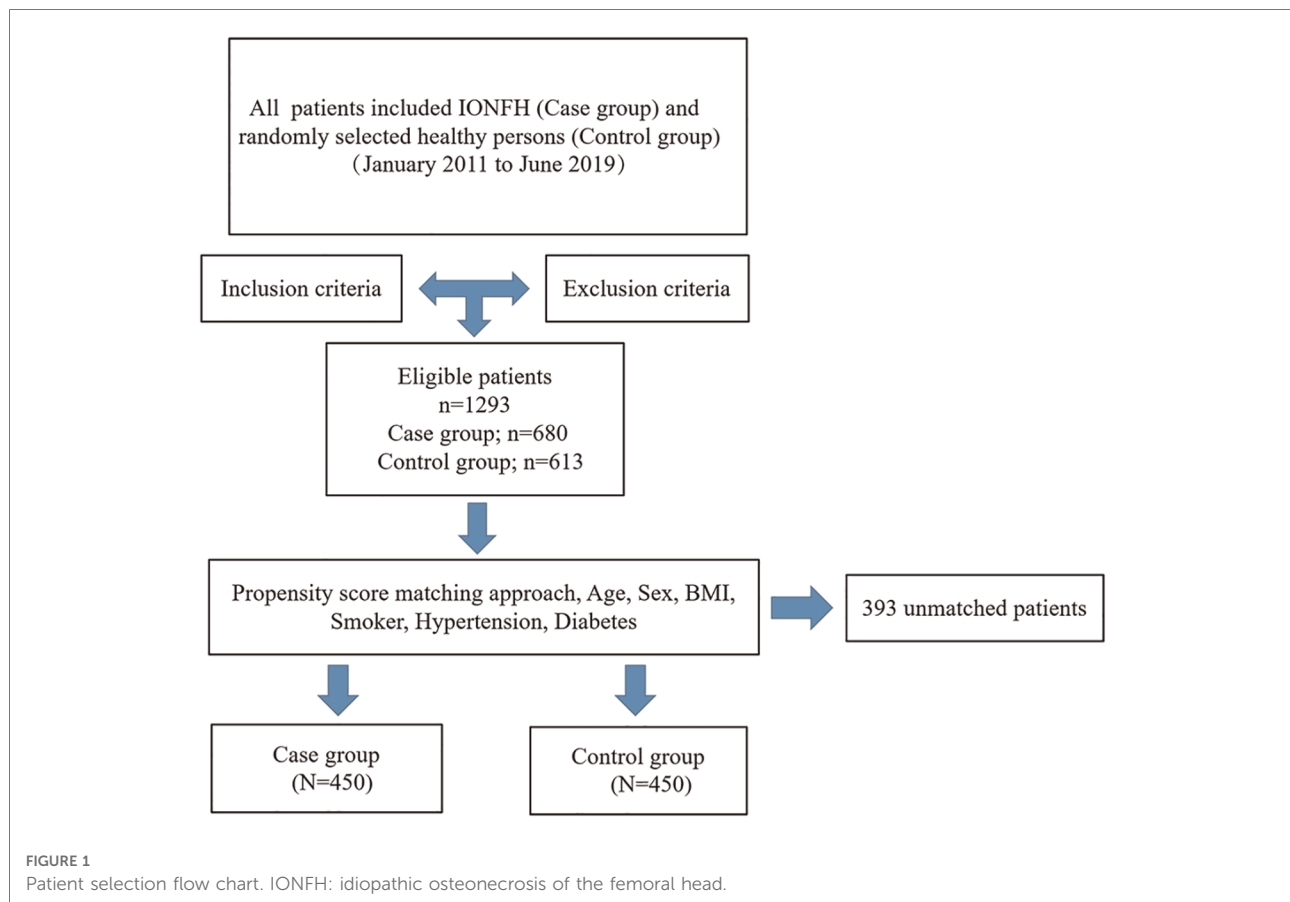 All patients included IONFH (Case group) and
randomly selected healthy persons (Control group)
（January 2011 to June 2019）
Inclusion criteria
Exclusion criteria
Eligible patients
n=1293
Case group; n=680
Control group; n=613
Propensity score matching approach, Age, Sex, BMI,
Smoker, Hypertension, Diabetes
393 unmatched patients
Case group
(N=450)
Control group
(N=450)
FIGURE 1
Patient selection flow chart. IONFH: idiopathic osteonecrosis of the femoral head.